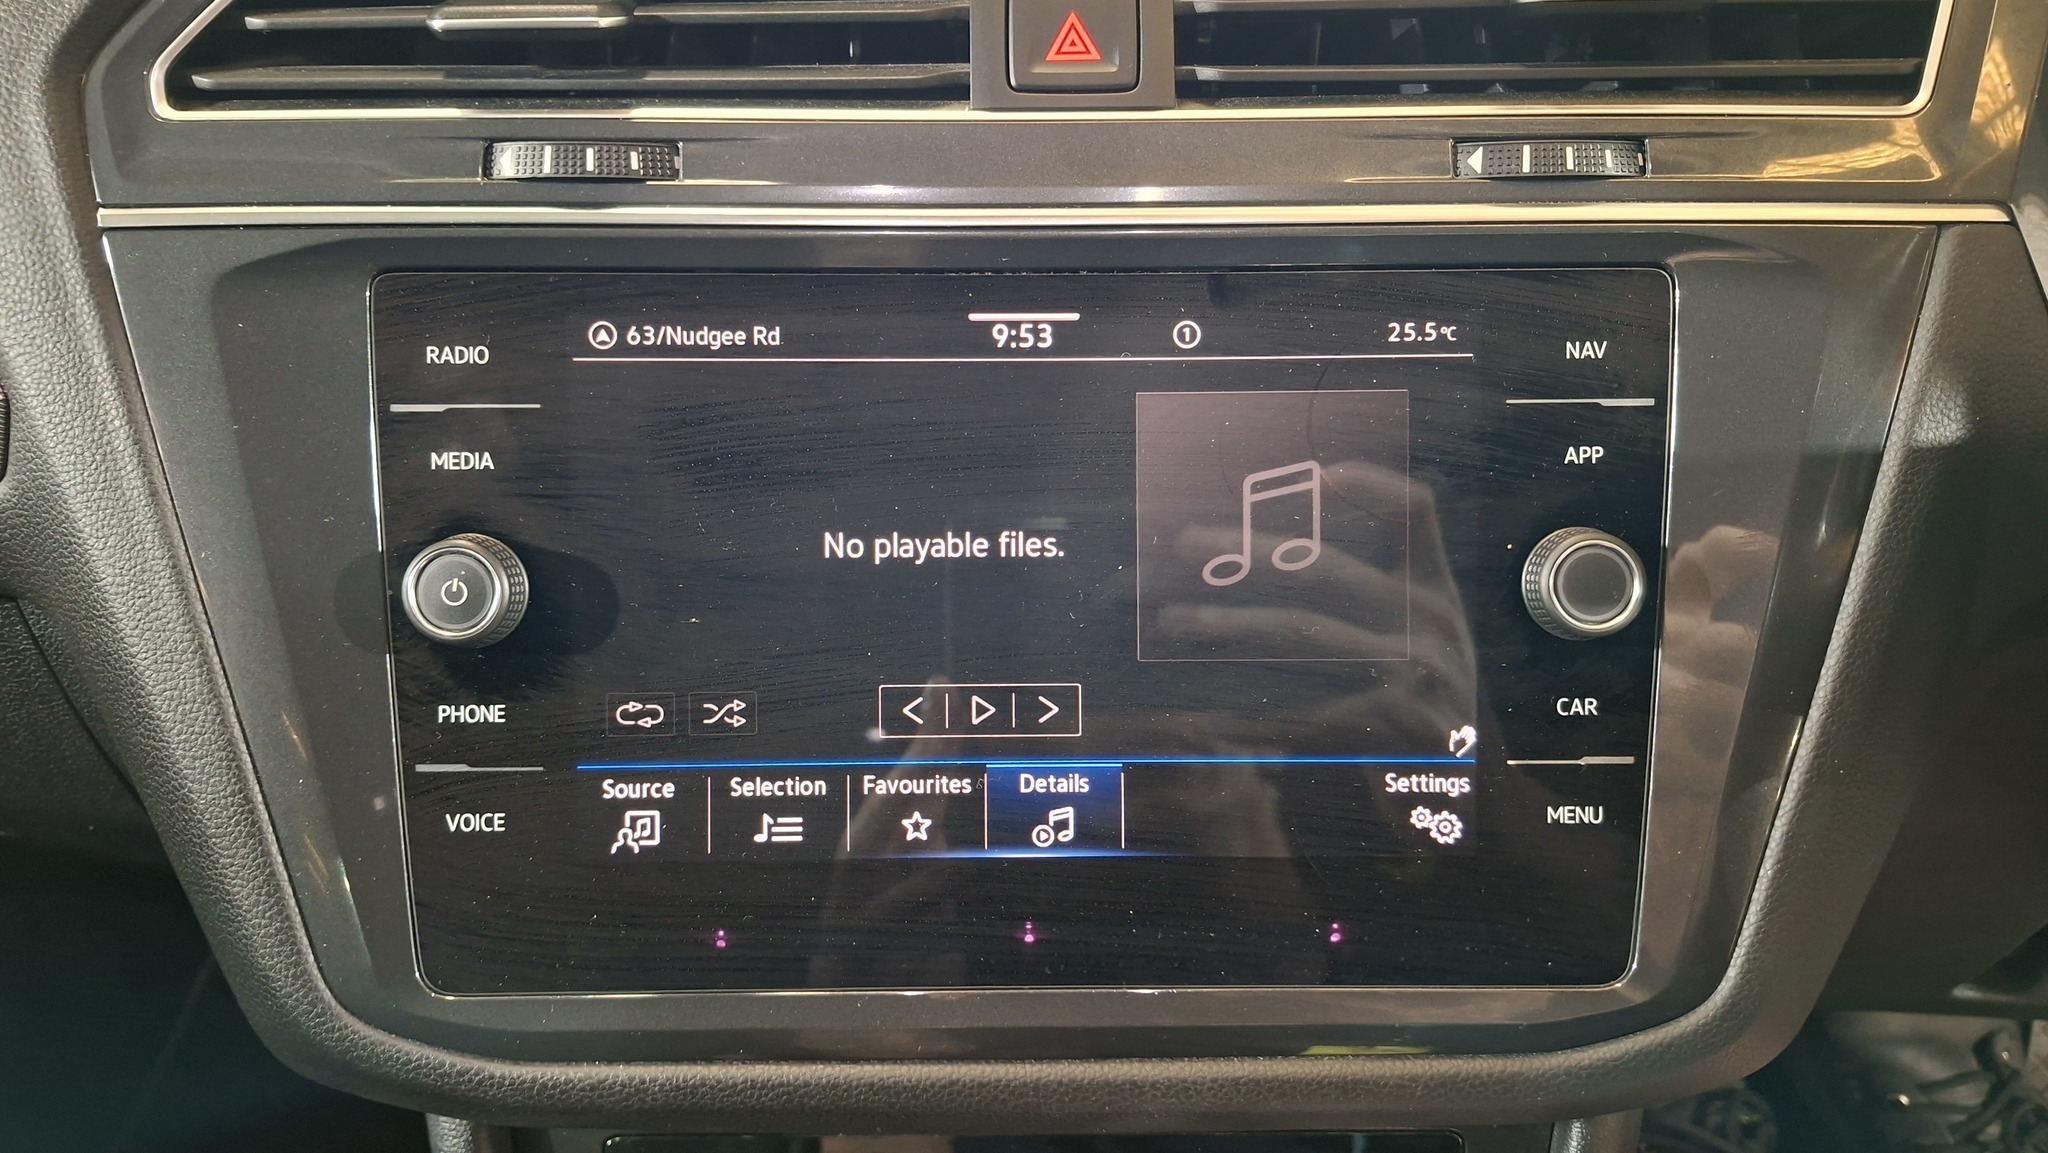 RADIO
MEDIA
PHONE
VOICE
63/Nudgee Rd
9:53
1
25.5°C
No playable files.
Source
Selection
Favourites
Details
Settings
NAV
APP
CAR
MENU